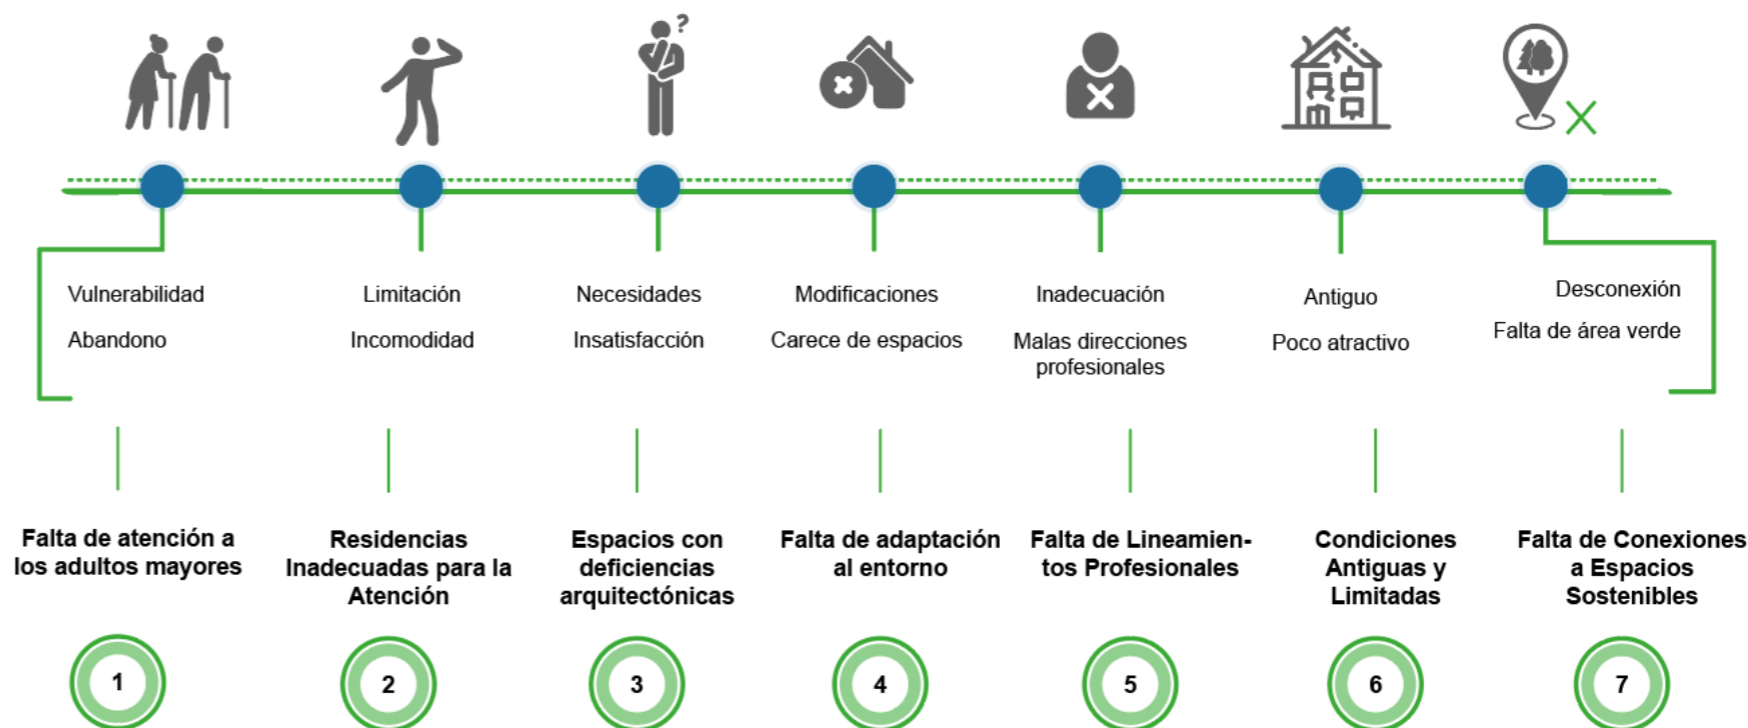 ?
Vulnerabilidad
Abandono
Limitación
Incomodidad
Necesidades
Insatisfacción
Modificaciones
Carece de espacios
Inadecuación
Malas direcciones
profesionales
Antiguo
Poco atractivo
Desconexión
Falta de área verde
Falta de atención a
los adultos mayores
1
Residencias
Inadecuadas para la
Atención
2
Espacios con
deficiencias
arquitectónicas
3
Falta de adaptación
al entorno
4
Falta de Lineamien-
tos Profesionales
5
Condiciones
Antiguas y
Limitadas
6
Falta de Conexiones
a Espacios
Sostenibles
7